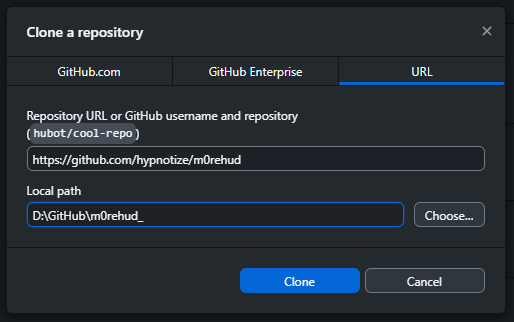 Clone a repository
GitHub.com
GitHub Enterprise
URL
Repository URL or GitHub username and repository
(hubot/cool-repo)
https://github.com/hypnotize/m0rehud
Local path
D:\GitHub\m0rehud_
Choose...
Clone
Cancel